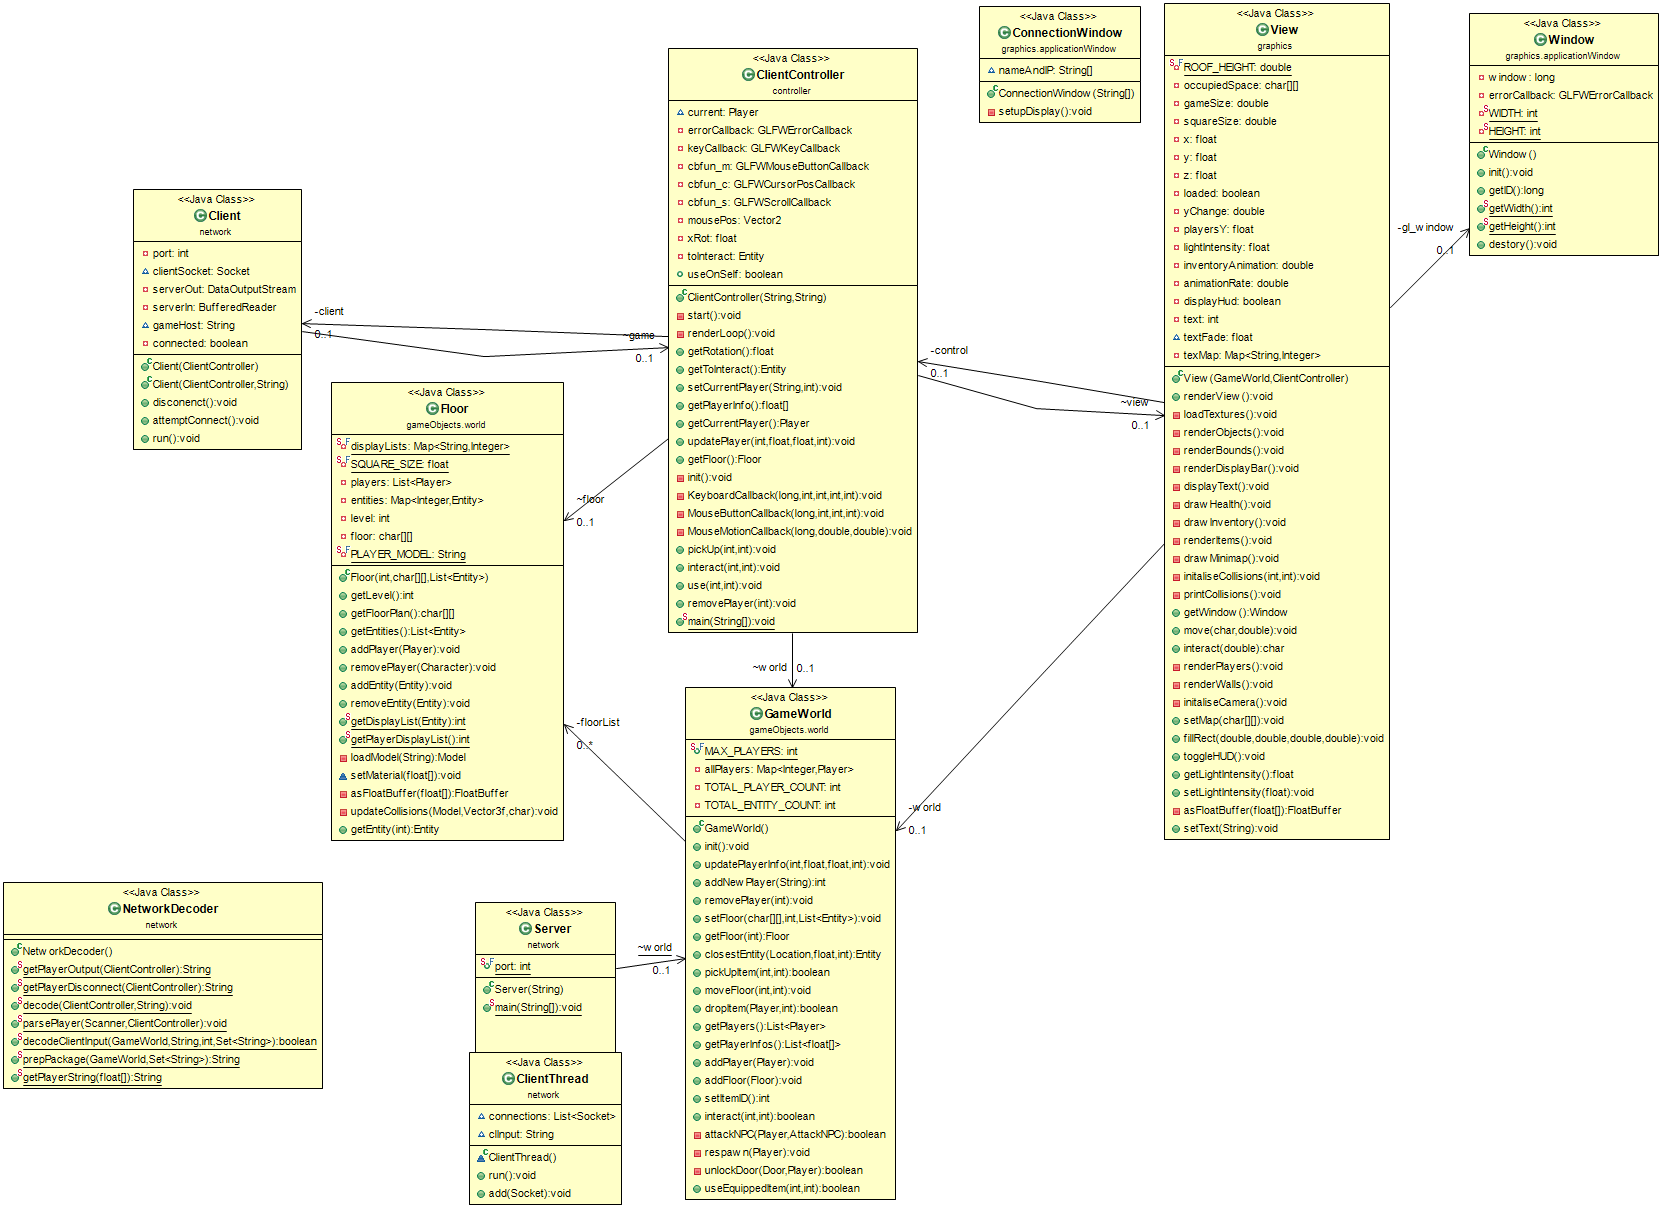 <<Java Class>>
ClientController
controller
current: Player
errorCallback: GLFWErrorCallback
keyCallback: GLFWKeyCallback
cbfun_m: GLFWMouseButtonCallback
cbfun_c: GLFWCursorPosCallback
cbfun_s: GLFWScrollCallback
mousePos: Vector2
xRot: float
toInteract: Entity
useOnSelf: boolean
ClientController(String,String)
start():void
renderLoop():void
getRotation():float
getToInteract():Entity
setCurrentPlayer(String,int):void
getPlayerInfo():float[]
getCurrentPlayer():Player
updatePlayer(int,float,float,int):void
getFloor():Floor
init():void
KeyboardCallback(long,int,int,int,int):void
MouseButtonCallback(long,int,int,int):void
MouseMotionCallback(long,double,double):void
pickUp(int,int):void
interact(int,int):void
use(int,int):void
removePlayer(int):void
main(String[]):void
<<Java Class>>
ConnectionWindow
graphics.applicationWindow
nameAndIP: String[]
ConnectionWindow(String[])
setupDisplay():void
<<Java Class>>
View
graphics
ROOF_HEIGHT: double
occupiedSpace: char[][]
gameSize: double
squareSize: double
x: float
y: float
z: float
loaded: boolean
yChange: double
playersY: float
lightIntensity: float
inventoryAnimation: double
animationRate: double
displayHud: boolean
text: int
textFade: float
texMap: Map<String,Integer>
View(GameWorld,ClientController)
renderView():void
loadTextures():void
renderObjects():void
renderBounds():void
renderDisplayBar():void
displayText():void
drawHealth():void
drawInventory():void
renderItems():void
drawMinimap():void
initaliseCollisions(int,int):void
printCollisions():void
getWindow():Window
move(char,double):void
interact(double):char
renderPlayers():void
renderWalls():void
initaliseCamera():void
setMap(char[][]):void
fillRect(double,double,double,double):void
toggleHUD():void
getLightIntensity():float
setLightIntensity(float):void
asFloatBuffer(float[]):FloatBuffer
setText(String):void
<<Java Class>>
Window
graphics.applicationWindow
window: long
errorCallback: GLFWErrorCallback
WIDTH: int
HEIGHT: int
Window()
init():void
getID():long
getWidth():int
getHeight():int
destory():void
-gl_window
0..1
<<Java Class>>
Client
network
port: int
clientSocket: Socket
serverOut: DataOutputStream
serverIn: BufferedReader
gameHost: String
connected: boolean
Client(ClientController)
Client(ClientController,String)
disconenct():void
attemptConnect():void
run():void
-client
0..1
~game
0..1
-control
0..1
~view
0..1
<<Java Class>>
Floor
gameObjects.world
displayLists: Map<String,Integer>
SQUARE_SIZE: float
players: List<Player>
entities: Map<Integer,Entity>
level: int
floor: char[][]
PLAYER_MODEL: String
Floor(int,char[][],List<Entity>)
getLevel():int
getFloorPlan():char[][]
getEntities():List<Entity>
addPlayer(Player):void
removePlayer(Character):void
addEntity(Entity):void
removeEntity(Entity):void
getDisplayList(Entity):int
getPlayerDisplayList():int
loadModel(String):Model
setMaterial(float[]):void
asFloatBuffer(float[]):FloatBuffer
updateCollisions(Model,Vector3f,char):void
getEntity(int):Entity
~floor
0..1
~world
0..1
-floorList
0..*
-world
0..1
<<Java Class>>
GameWorld
gameObjects.world
MAX_PLAYERS: int
allPlayers: Map<Integer,Player>
TOTAL_PLAYER_COUNT: int
TOTAL_ENTITY_COUNT: int
GameWorld()
init():void
updatePlayerInfo(int,float,float,int):void
addNewPlayer(String):int
removePlayer(int):void
setFloor(char[][],int,List<Entity>):void
getFloor(int):Floor
closestEntity(Location,float,int):Entity
pickUpItem(int,int):boolean
moveFloor(int,int):void
dropItem(Player,int):boolean
getPlayers():List<Player>
getPlayerInfos():List<float[]>
addPlayer(Player):void
addFloor(Floor):void
setItemID():int
interact(int,int):boolean
attackNPC(Player,AttackNPC):boolean
respawn(Player):void
unlockDoor(Door,Player):boolean
useEquippedItem(int,int):boolean
<<Java Class>>
NetworkDecoder
network
NetworkDecoder()
getPlayerOutput(ClientController):String
getPlayerDisconnect(ClientController):String
decode(ClientController,String):void
parsePlayer(Scanner,ClientController):void
decodeClientInput(GameWorld,String,int,Set<String>):boolean
prepPackage(GameWorld,Set<String>):String
getPlayerString(float[]):String
<<Java Class>>
Server
network
port: int
Server(String)
main(String[]):void
~world
0..1
<<Java Class>>
ClientThread
network
connections: List<Socket>
clInput: String
ClientThread()
run():void
add(Socket):void